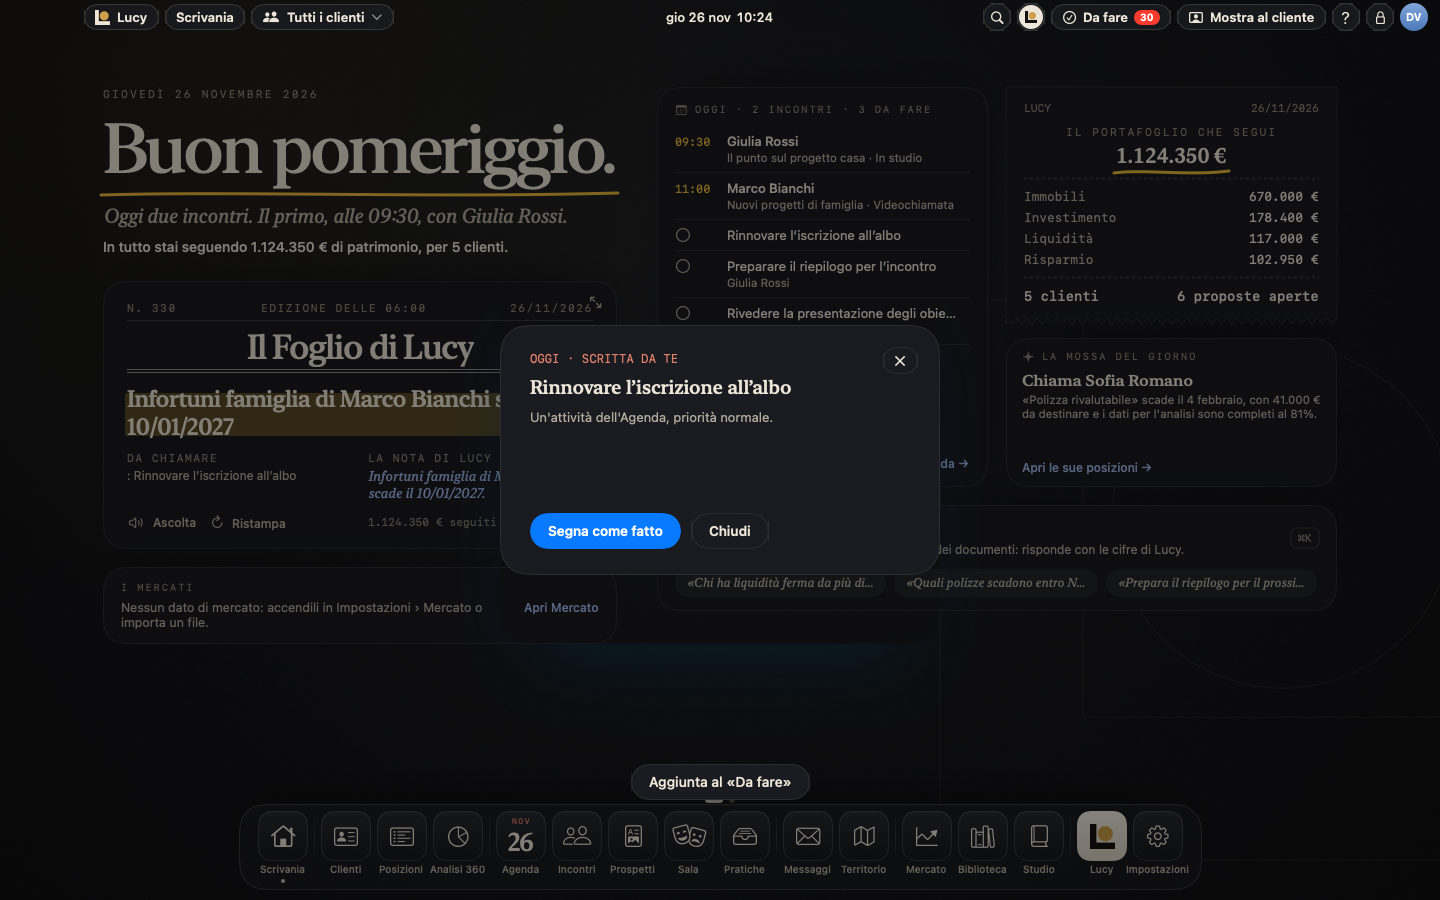 Lucy
Scrivania
Tutti i clienti
gio 26 nov 10:24
Da fare 30
Mostra al cliente
?
DV
GIOVEDÌ 26 NOVEMBRE 2026
Buon pomeriggio.
Oggi due incontri. Il primo, alle 09:30, con Giulia Rossi.
In tutto stai seguendo 1.124.350 € di patrimonio, per 5 clienti.
N. 330
EDIZIONE DELLE 06:00
26/11/2026
Il Foglio di Lucy
Infortuni famiglia di Marco Bianchi s
10/01/2027
DA CHIAMARE
: Rinnovare l'iscrizione all'albo
LA NOTA DI LUCY
Infortuni famiglia di M
scade il 10/01/2027.
Ascolta
Ristampa
1.124.350 € seguiti
I MERCATI
Nessun dato di mercato: accendili in Impostazioni › Mercato o
importa un file.
Apri Mercato
OGGI · 2 INCONTRI · 3 DA FARE
09:30 Giulia Rossi
Il punto sul progetto casa · In studio
11:00 Marco Bianchi
Nuovi progetti di famiglia · Videochiamata
Rinnovare l'iscrizione all'albo
Preparare il riepilogo per l'incontro
Giulia Rossi
Rivedere la presentazione degli obie...
da →
LUCY 26/11/2026
IL PORTAFOGLIO CHE SEGUI
1.124.350 €
Immobili 670.000 €
Investimento 178.400 €
Liquidità 117.000 €
Risparmio 102.950 €
5 clienti 6 proposte aperte
LA MOSSA DEL GIORNO
Chiama Sofia Romano
«Polizza rivalutabile» scade il 4 febbraio, con 41.000 €
da destinare e i dati per l'analisi sono completi al 81%.
Apri le sue posizioni →
OGGI · SCRITTA DA TE
Rinnovare l'iscrizione all'albo
Un'attività dell'Agenda, priorità normale.
Segna come fatto
Chiudi
dei documenti: risponde con le cifre di Lucy.
⌘K
«Chi ha liquidità ferma da più di...
«Quali polizze scadono entro N...
«Prepara il riepilogo per il prossi...
Aggiunta al «Da fare»
NOV
26
Scrivania
Clienti
Posizioni
Analisi 360
Agenda
Incontri
Prospetti
Sala
Pratiche
Messaggi
Territorio
Mercato
Biblioteca
Studio
Lucy
Impostazioni